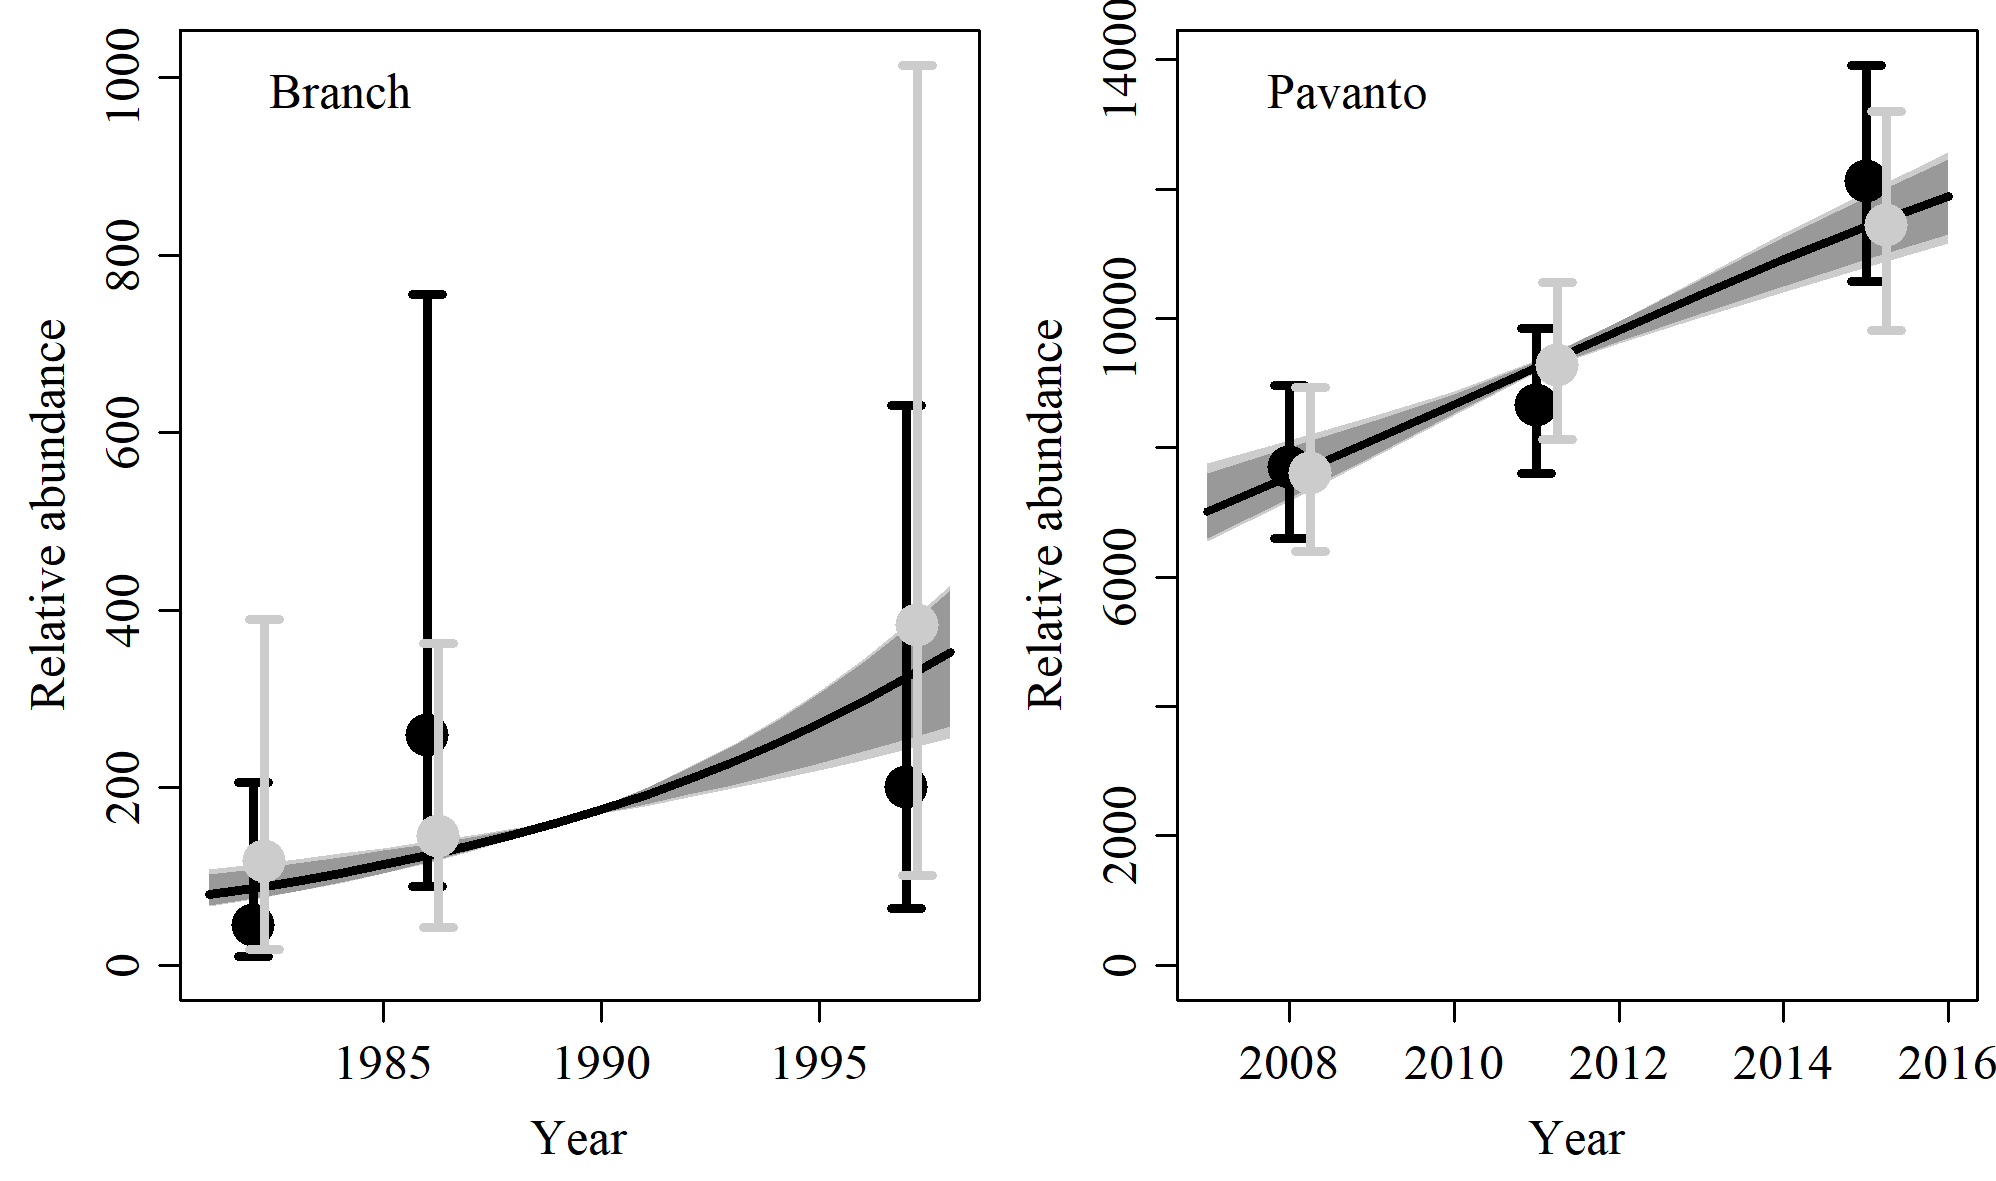 Branch
Relative abundance
1000
800
600
400
200
0
1985 1990 1995
Year
Pavanto
Relative abundance
14000
10000
6000
2000
0
2008 2010 2012 2014 2016
Year